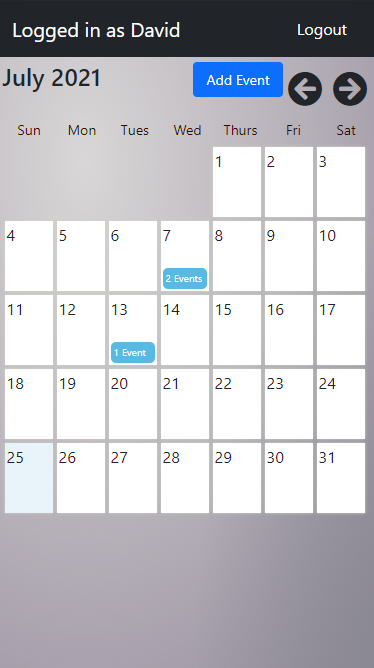 Logged in as David Logout
July 2021 Add Event
Sun Mon Tues Wed Thurs Fri Sat
1 2 3
4 5 6 7 8 9 10
2 Events
11 12 13 14 15 16 17
1 Event
18 19 20 21 22 23 24
25 26 27 28 29 30 31